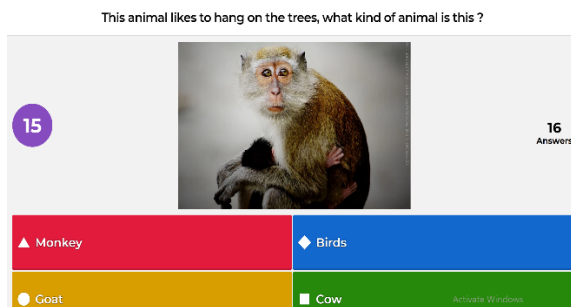 This animal likes to hang on the trees, what kind of animal is this ?
15
16
Answers
Monkey
Birds
Goat
Cow
Activate Windows